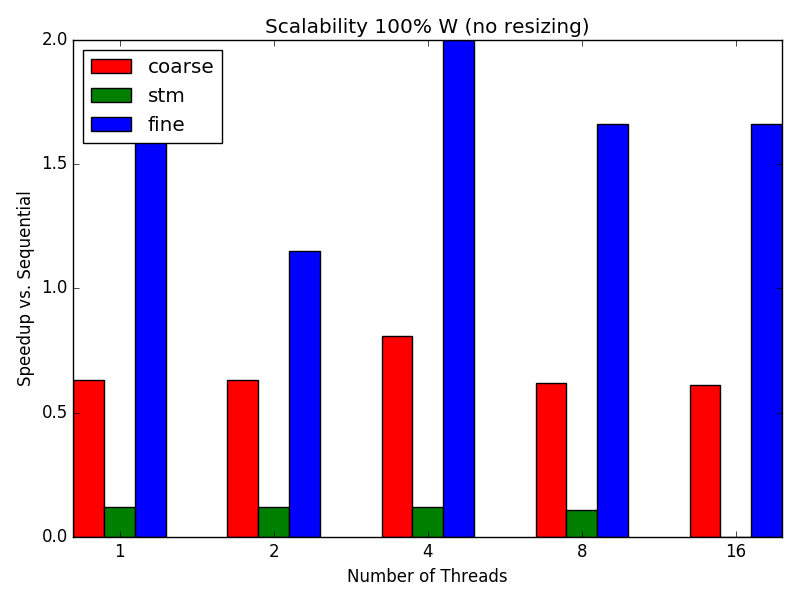 Scalability 100% W (no resizing)
coarse
stm
fine
2.0
1.5
1.0
0.5
0.0
Speedup vs. Sequential
1 2 4 8 16
Number of Threads